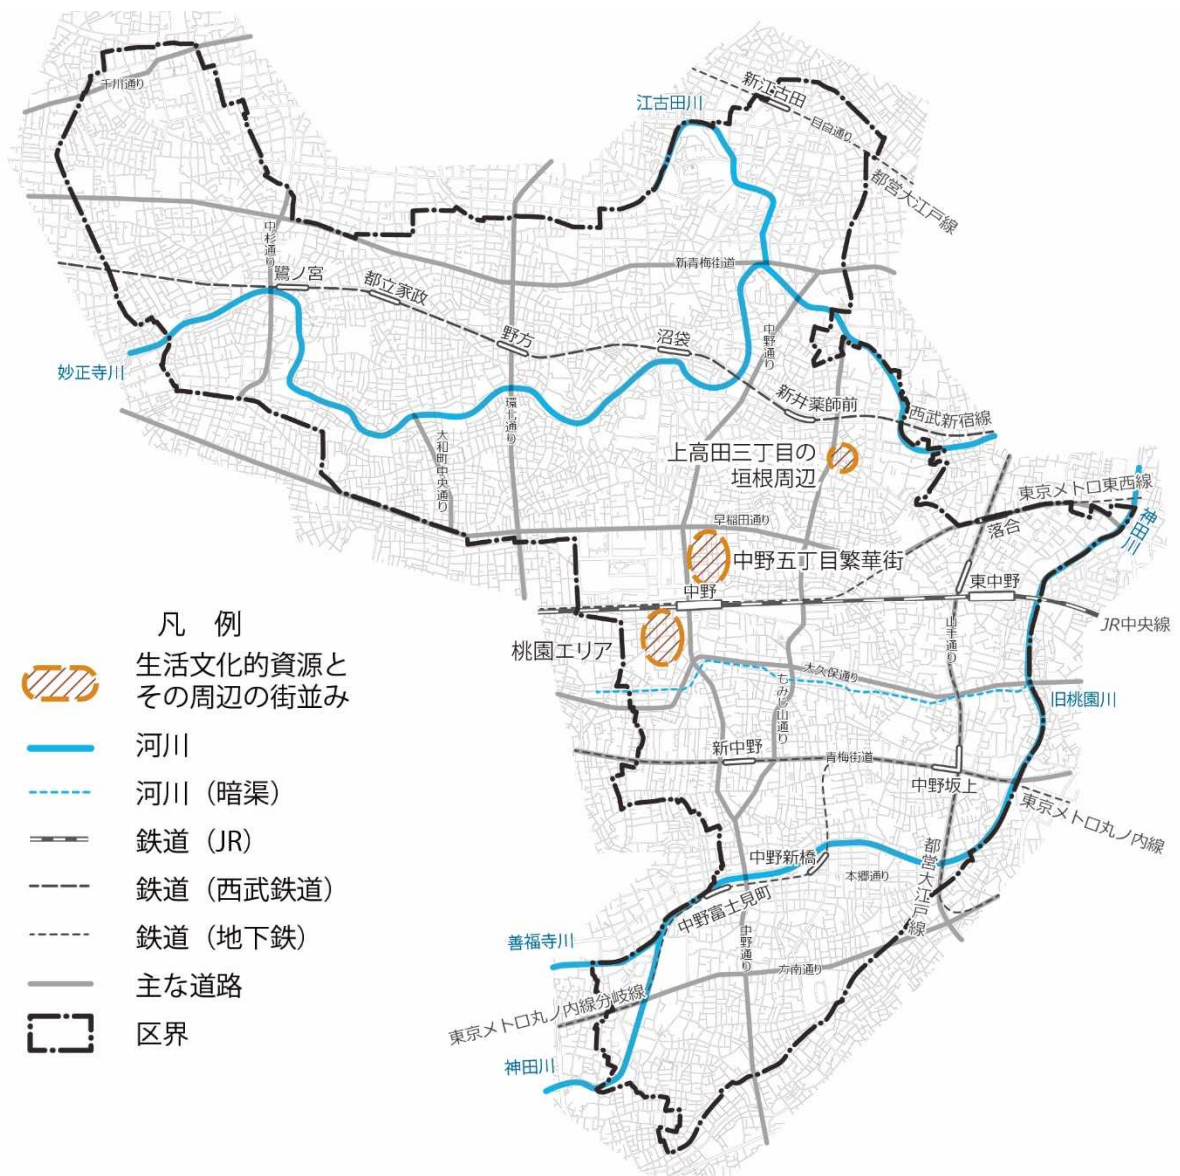 千川通り
江古田川
新江古田
目白通り
都営大江戸線
中杉通り
鷺ノ宮
都立家政
新青梅街道
野方
沼袋
中野通り
妙正寺川
新井薬師前
西武新宿線
環七通り
大和町中央通り
上高田三丁目の
垣根周辺
早稲田通り
東京メトロ東西線
落合
神田川
中野五丁目繁華街
中野
東中野
JR中央線
山手通り
桃園エリア
大久保通り
もみじ山通り
旧桃園川
新中野
青梅街道
中野坂上
東京メトロ丸ノ内線
中野新橋
本郷通り
都営大江戸線
中野富士見町
善福寺川
中野通り
方南通り
東京メトロ丸ノ内線分岐線
神田川
凡 例
生活文化的資源と
その周辺の街並み
河川
河川（暗渠）
鉄道（JR）
鉄道（西武鉄道）
鉄道（地下鉄）
主な道路
区界